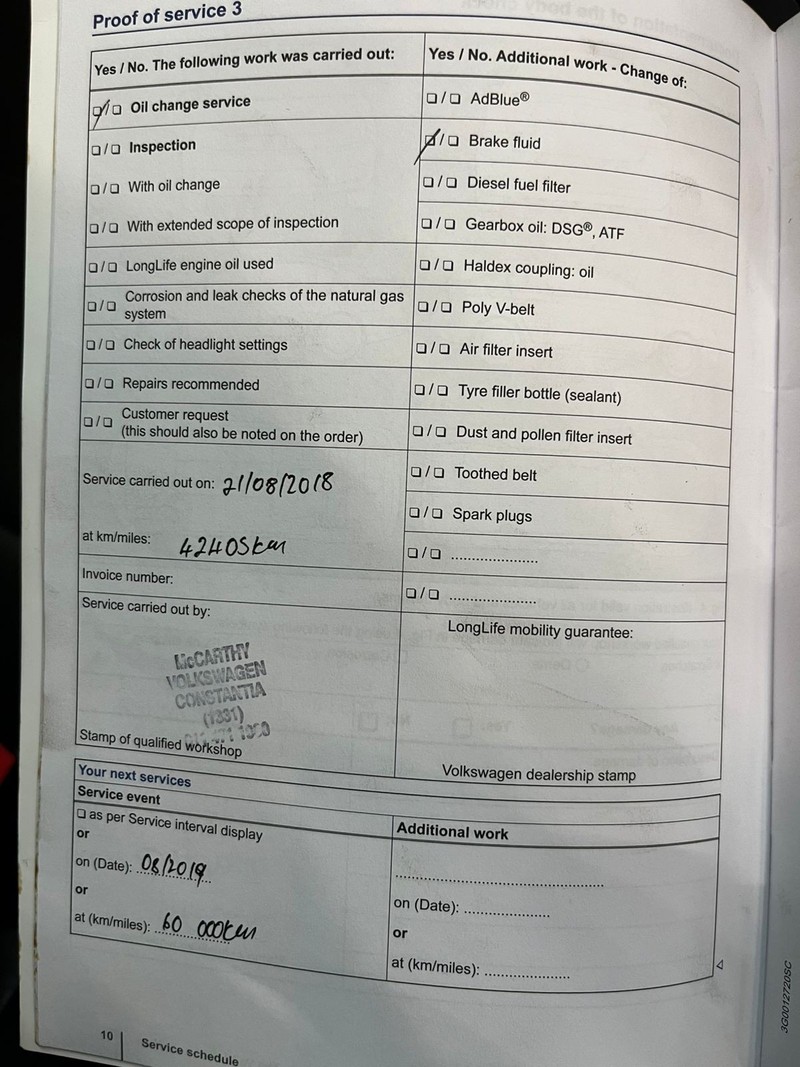 Proof of service 3
Yes / No. The following work was carried out:
❏ / ❏ Oil change service
❏ / ❏ Inspection
❏ / ❏ With oil change
❏ / ❏ With extended scope of inspection
❏ / ❏ LongLife engine oil used
❏ / ❏ Corrosion and leak checks of the natural gas
system
❏ / ❏ Check of headlight settings
❏ / ❏ Repairs recommended
❏ / ❏ Customer request
(this should also be noted on the order)
Service carried out on: 21/08/2018
at km/miles: 42405km
Invoice number:
Service carried out by:
McCARTHY
VOLKSWAGEN
CONSTANTIA
(1331)
Stamp of qualified workshop
Yes / No. Additional work - Change of:
❏ / ❏ AdBlue®
❏ / ❏ Brake fluid
❏ / ❏ Diesel fuel filter
❏ / ❏ Gearbox oil: DSG®, ATF
❏ / ❏ Haldex coupling: oil
❏ / ❏ Poly V-belt
❏ / ❏ Air filter insert
❏ / ❏ Tyre filler bottle (sealant)
❏ / ❏ Dust and pollen filter insert
❏ / ❏ Toothed belt
❏ / ❏ Spark plugs
❏ / ❏ ......................
❏ / ❏ ......................
LongLife mobility guarantee:
Volkswagen dealership stamp
Your next services
Service event
❏ as per Service interval display
or
on (Date): 08/2019
or
at (km/miles): 60 000km
Additional work
......................................................
on (Date): ......................
or
at (km/miles): ......................
10 Service schedule
3G0012720SC